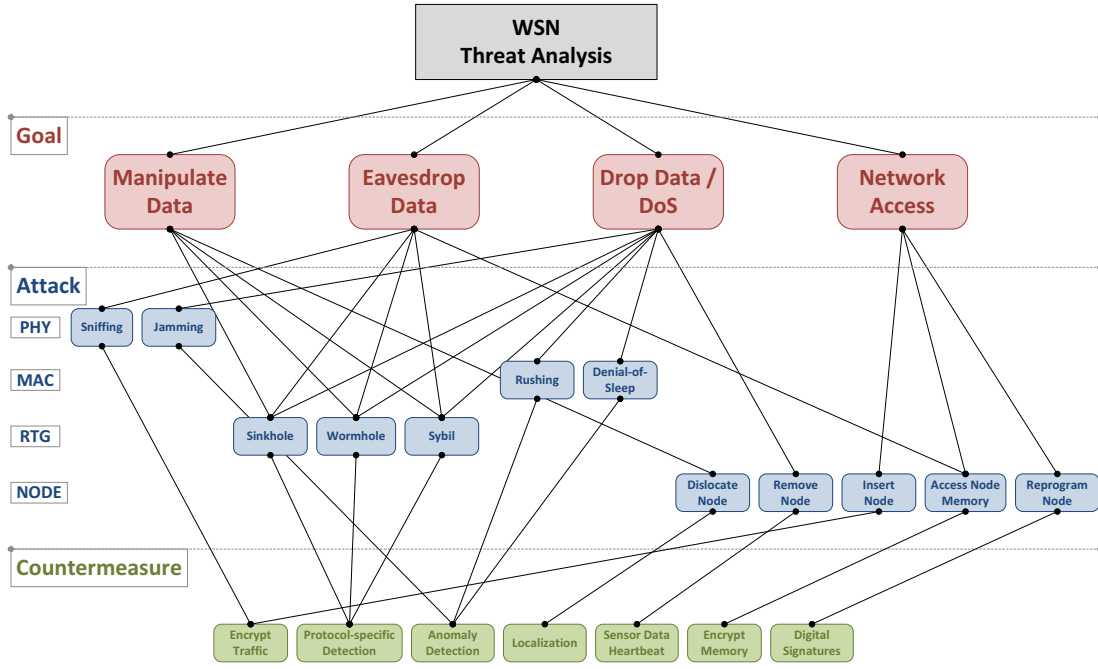 WSN
Threat Analysis
Goal
Manipulate
Data
Eavesdrop
Data
Drop Data /
DoS
Network
Access
Attack
PHY
Sniffing
Jamming
MAC
Rushing
Denial-of-
Sleep
RTG
Sinkhole
Wormhole
Sybil
NODE
Dislocate
Node
Remove
Node
Insert
Node
Access Node
Memory
Reprogram
Node
Countermeasure
Encrypt
Traffic
Protocol-specific
Detection
Anomaly
Detection
Localization
Sensor Data
Heartbeat
Encrypt
Memory
Digital
Signatures